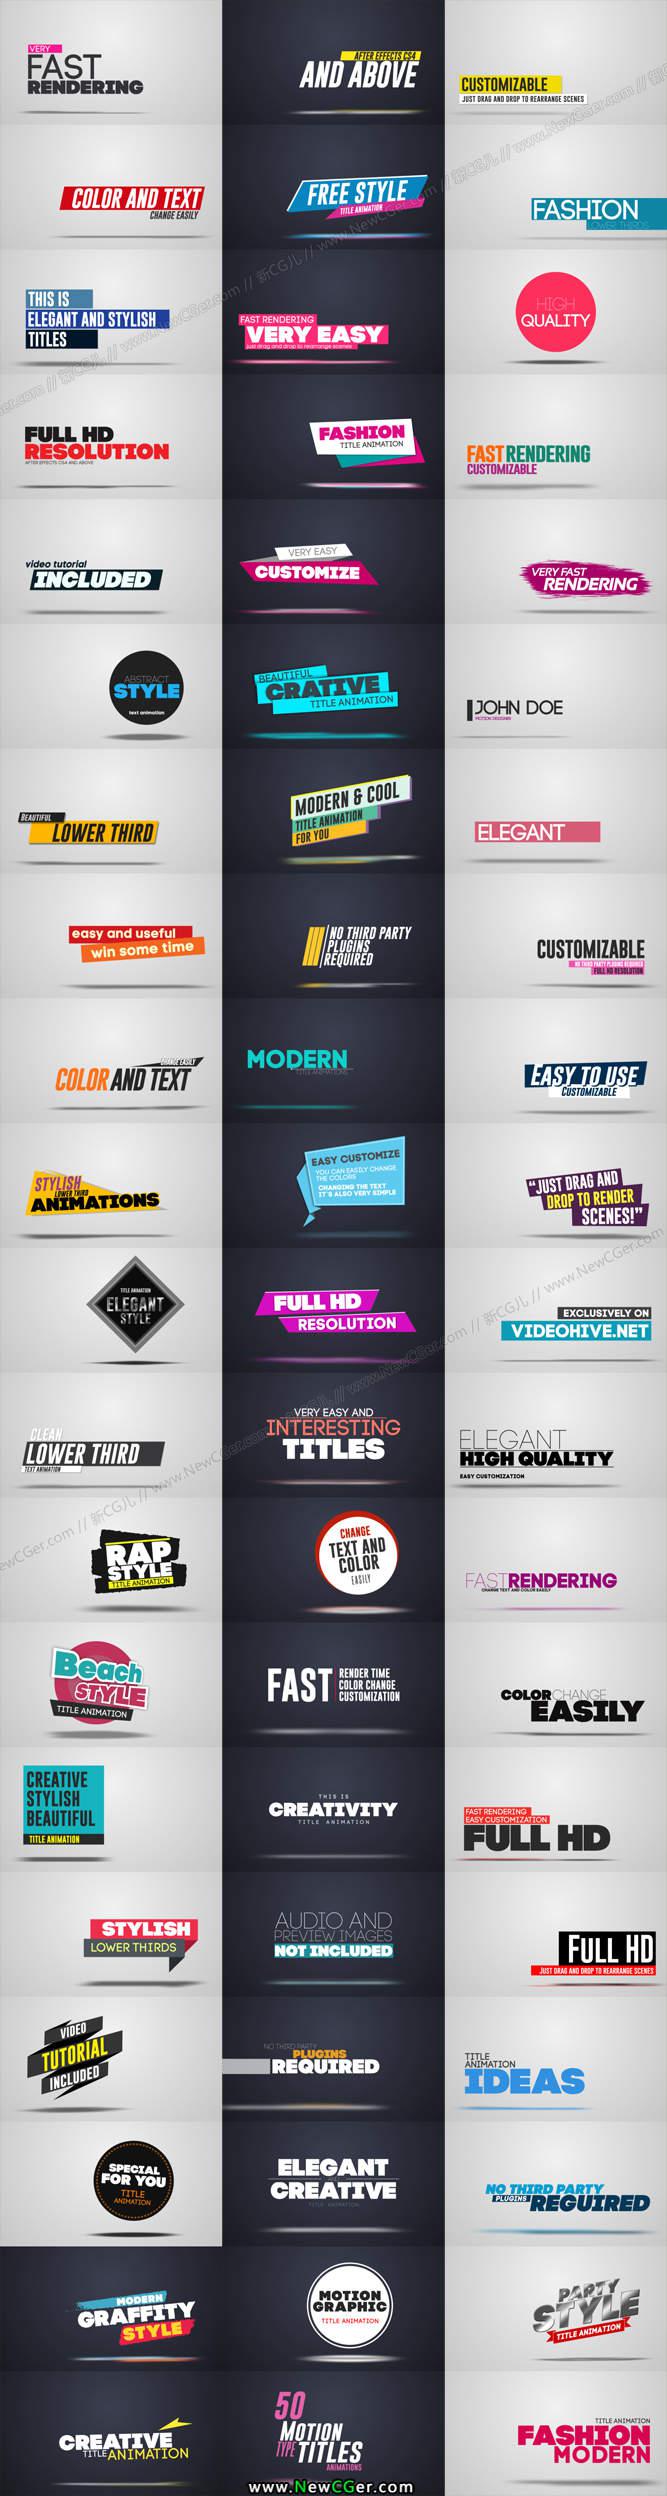 VERY
FAST
RENDERING
AFTER EFFECTS CS4
AND ABOVE
CUSTOMIZABLE
JUST DRAG AND DROP TO REARRANGE SCENES
COLOR AND TEXT
CHANGE EASILY
FREE STYLE
TITLE ANIMATION
FASHION
LOWER THIRDS
THIS IS
ELEGANT AND STYLISH
TITLES
FAST RENDERING
VERY EASY
just drag and drop to rearrange scenes
HIGH
QUALITY
FULL HD
RESOLUTION
AFTER EFFECTS CS4 AND ABOVE
FASHION
TITLE ANIMATION
FAST RENDERING
CUSTOMIZABLE
video tutorial
INCLUDED
VERY EASY
CUSTOMIZE
VERY FAST
RENDERING
ABSTRACT
STYLE
text animation
BEAUTIFUL
CRATIVE
TITLE ANIMATION
JOHN DOE
MOTION DESIGNER
BEAUTIFUL
LOWER THIRD
MODERN & COOL
TITLE ANIMATION
FOR YOU
ELEGANT
easy and useful
win some time
NO THIRD PARTY
PLUGINS
REQUIRED
CUSTOMIZABLE
NO THIRD PARTY PLUGINS REQUIRED
FULL HD RESOLUTION
CHANGE EASILY
COLOR AND TEXT
MODERN
TITLE ANIMATIONS
EASY TO USE
CUSTOMIZABLE
STYLISH
LOWER THIRD
ANIMATIONS
EASY CUSTOMIZE
YOU CAN EASILY CHANGE
THE COLORS
CHANGING THE TEXT
IT'S ALSO VERY SIMPLE
“JUST DRAG AND
DROP TO RENDER
SCENES!”
TITLE ANIMATION
ELEGANT
STYLE
FULL HD
RESOLUTION
EXCLUSIVELY ON
VIDEOHIVE.NET
CLEAN
LOWER THIRD
TEXT ANIMATION
VERY EASY AND
INTERESTING
TITLES
ELEGANT
HIGH QUALITY
EASY CUSTOMIZATION
RAP
STYLE
TITLE ANIMATION
CHANGE
TEXT AND
COLOR
EASILY
FASTRENDERING
CHANGE TEXT AND COLOR EASILY
Beach
STYLE
TITLE ANIMATION
FAST
RENDER TIME
COLOR CHANGE
CUSTOMIZATION
COLORCHANGE
EASILY
CREATIVE
STYLISH
BEAUTIFUL
TITLE ANIMATION
THIS IS
CREATIVITY
TITLE ANIMATION
FAST RENDERING
EASY CUSTOMIZATION
FULL HD
STYLISH
LOWER THIRDS
AUDIO AND
PREVIEW IMAGES
NOT INCLUDED
FULL HD
JUST DRAG AND DROP TO REARRANGE SCENES
VIDEO
TUTORIAL
INCLUDED
NO THIRD PARTY
PLUGINS
REQUIRED
TITLE
ANIMATION
IDEAS
SPECIAL
FOR YOU
TITLE
ANIMATION
ELEGANT
CREATIVE
TITLE ANIMATION
NO THIRD PARTY
PLUGINS REGUIRED
MODERN
GRAFFITY
STYLE
MOTION
GRAPHIC
TITLE ANIMATION
PARTY
STYLE
TITLE ANIMATION
CREATIVE
TITLE ANIMATION
50
MOTION
TYPE TITLES
ANIMATIONS
TITLE ANIMATION
FASHION
MODERN
www.NewCGer.com